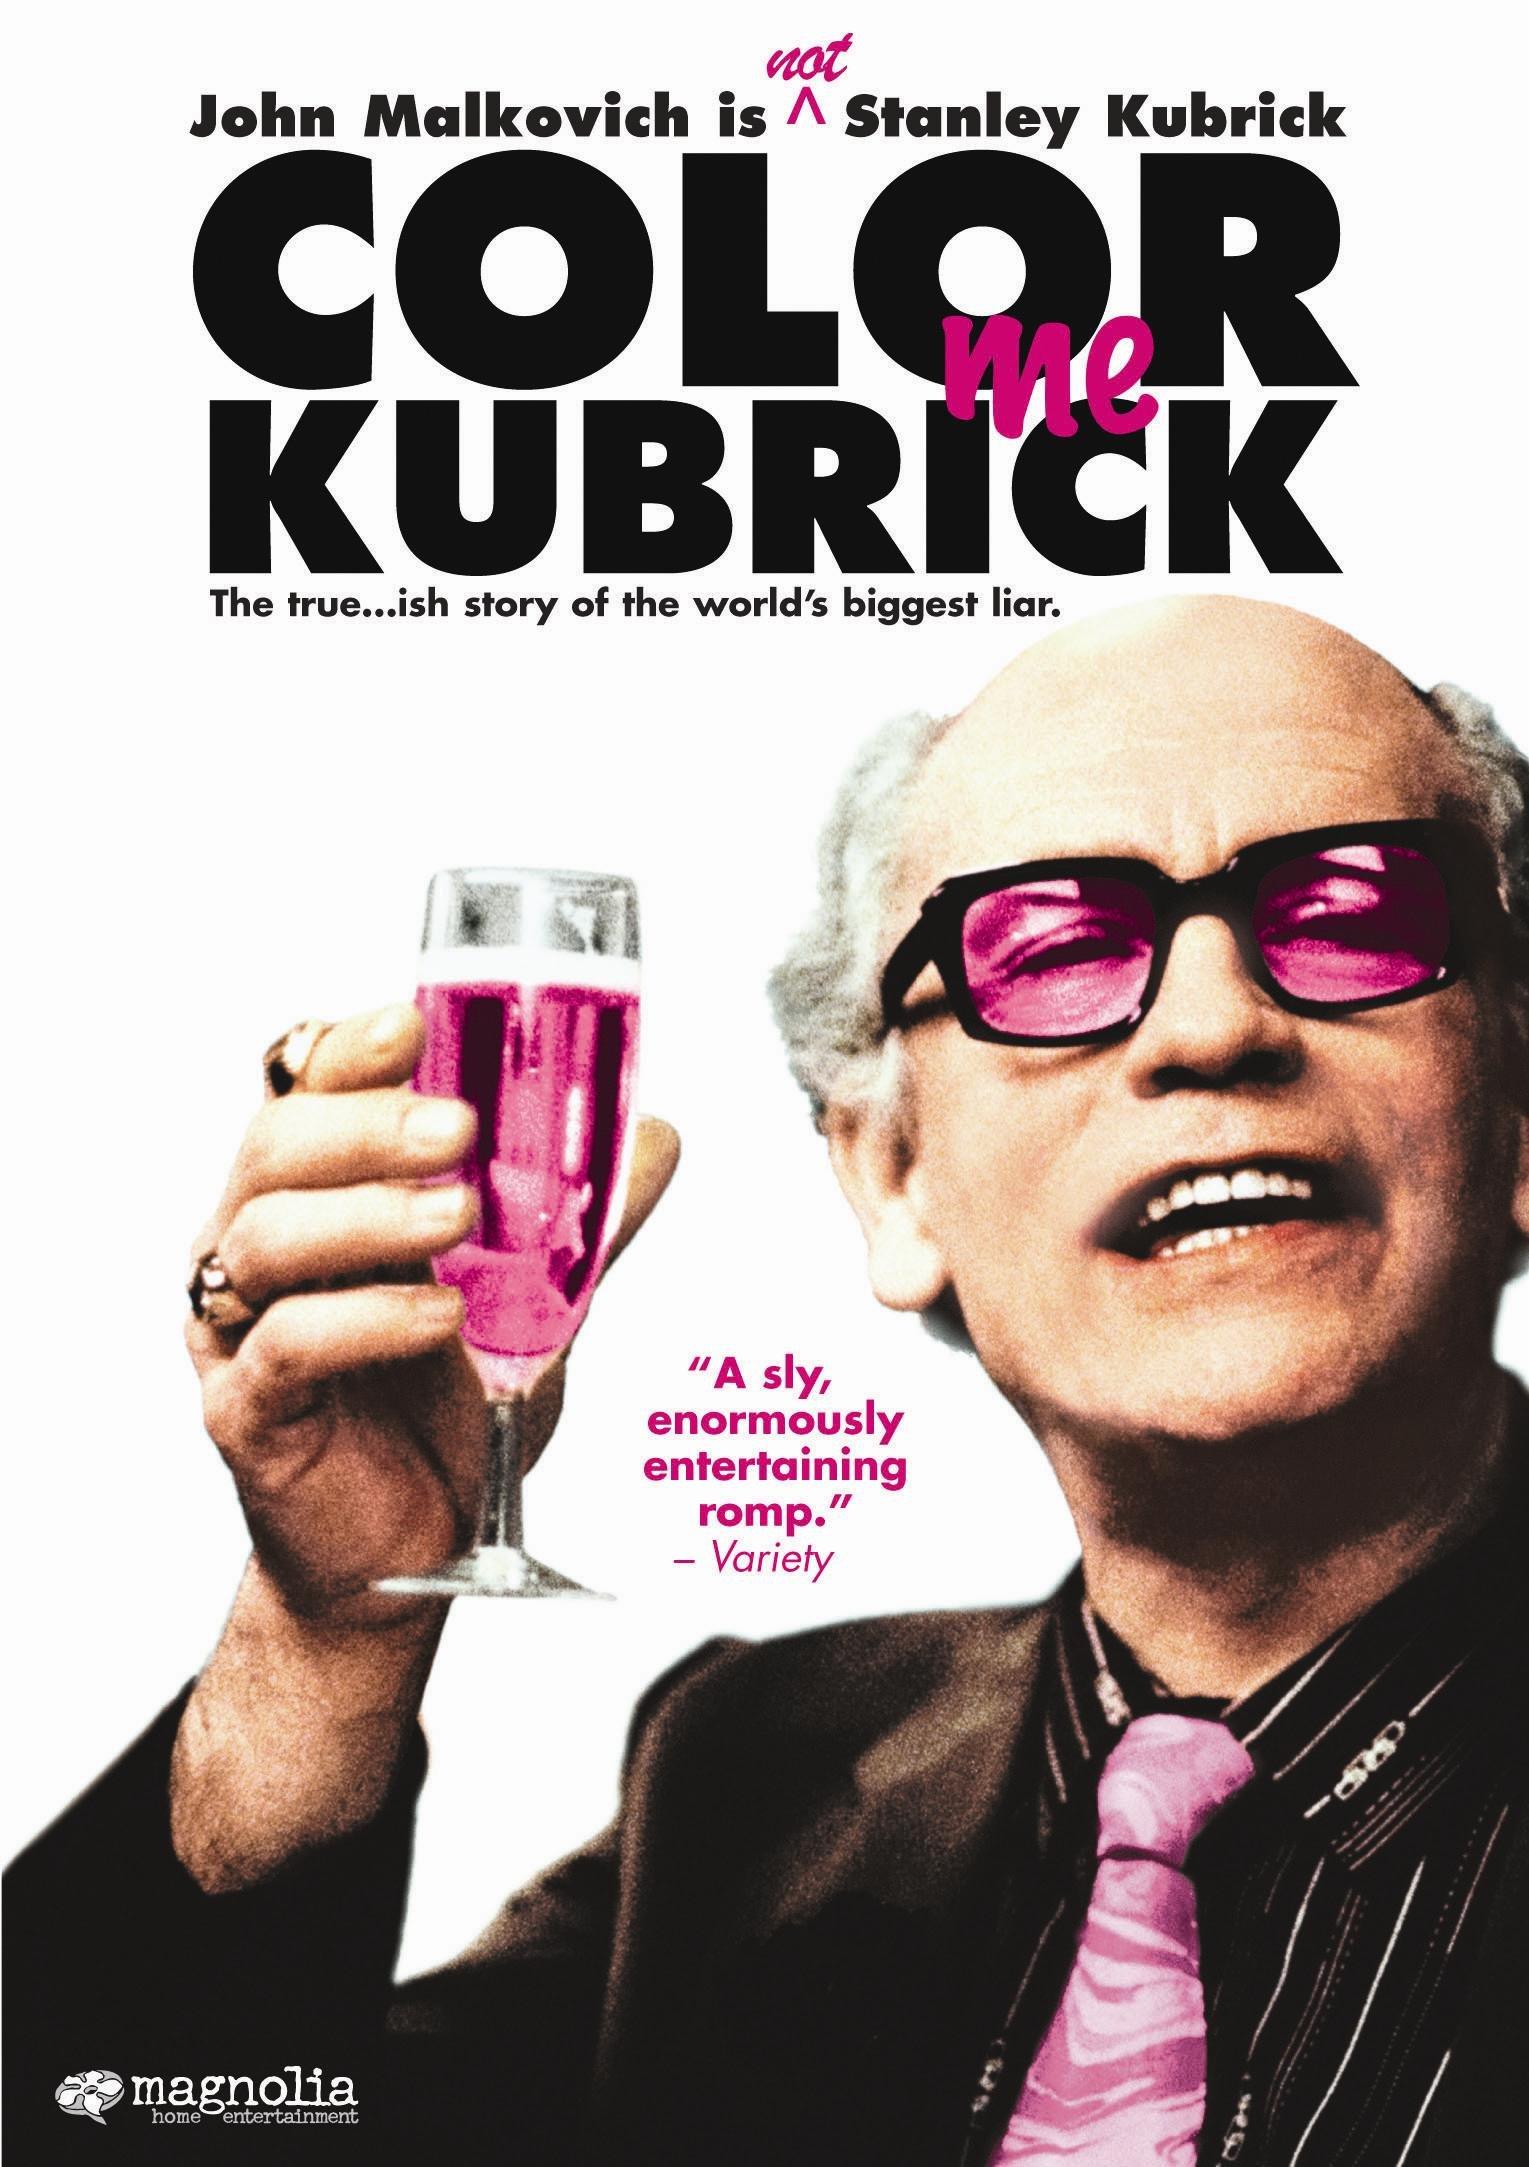 not
John Malkovich is ^ Stanley Kubrick
COLOR
me
KUBRICK
The true...ish story of the world's biggest liar.
“A sly,
enormously
entertaining
romp.”
– Variety
magnolia
home entertainment